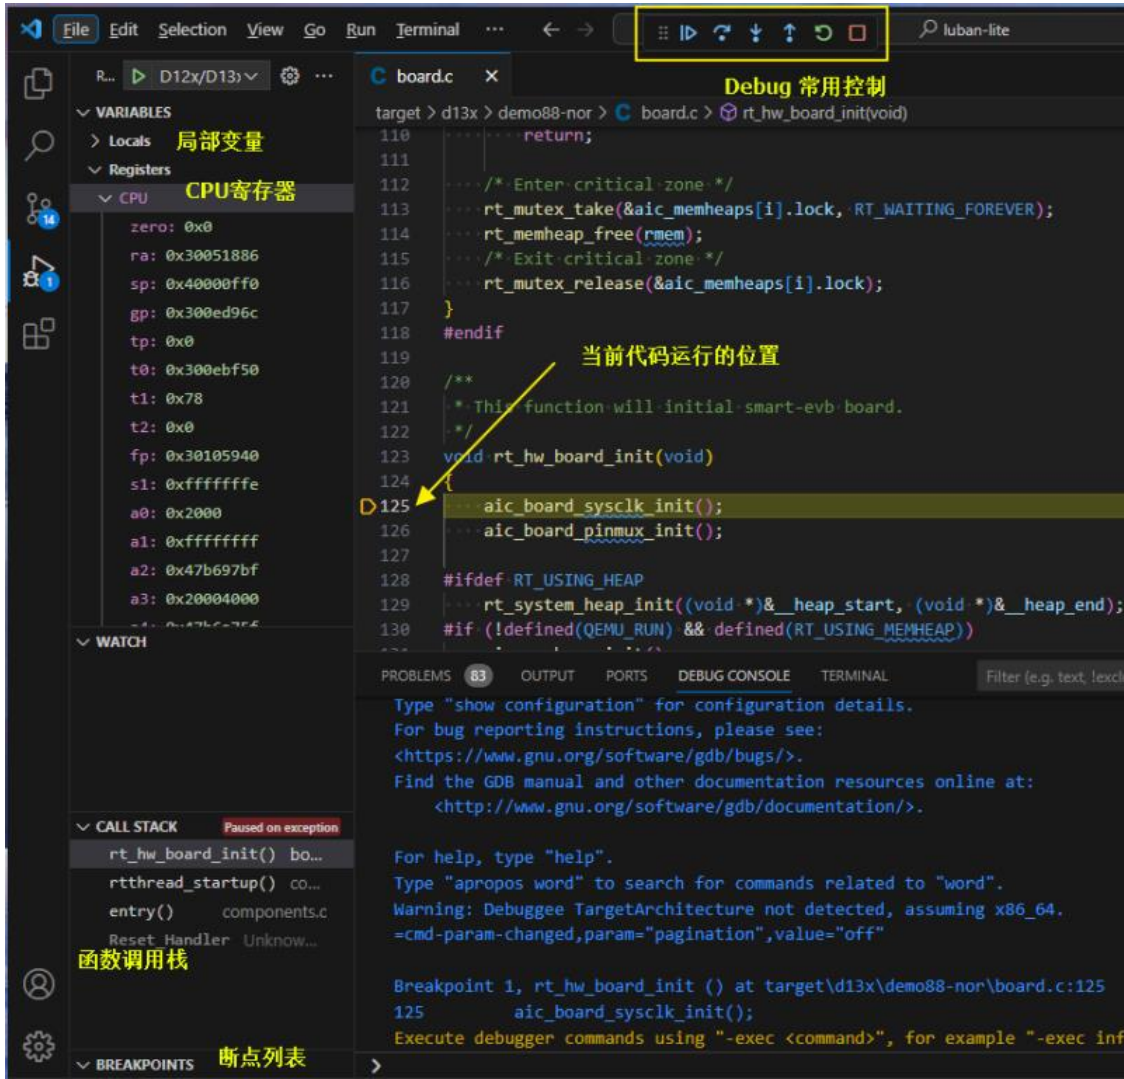 File Edit Selection View Go Run Terminal ··· luban-lite
R... D12x/D13x ···
board.c
Debug 常用控制
VARIABLES
target > d13x > demo88-nor > C board.c > rt_hw_board_init(void)
Locals 局部变量
Registers
CPU CPU寄存器
zero: 0x0
ra: 0x30051886
sp: 0x40000ff0
gp: 0x300ed96c
tp: 0x0
t0: 0x300ebf50
t1: 0x78
t2: 0x0
fp: 0x30105940
s1: 0xfffffffe
a0: 0x2000
a1: 0xffffffff
a2: 0x47b697bf
a3: 0x20004000
WATCH
110 return;
111
112 /* Enter critical zone */
113 rt_mutex_take(&aic_memheaps[i].lock, RT_WAITING_FOREVER);
114 rt_memheap_free(rmem);
115 /* Exit critical zone */
116 rt_mutex_release(&aic_memheaps[i].lock);
117 }
118 #endif
119
当前代码运行的位置
120 /**
121 * This function will initial smart-evb board.
122 */
123 void rt_hw_board_init(void)
124 {
125 aic_board_sysclk_init();
126 aic_board_pinmux_init();
127
128 #ifdef RT_USING_HEAP
129 rt_system_heap_init((void *)&__heap_start, (void *)&__heap_end);
130 #if (!defined(QEMU_RUN) && defined(RT_USING_MEMHEAP))
PROBLEMS 83 OUTPUT PORTS DEBUG CONSOLE TERMINAL Filter (e.g. text, !excl
Type "show configuration" for configuration details.
For bug reporting instructions, please see:
<https://www.gnu.org/software/gdb/bugs/>.
Find the GDB manual and other documentation resources online at:
<http://www.gnu.org/software/gdb/documentation/>.
For help, type "help".
Type "apropos word" to search for commands related to "word".
Warning: Debuggee TargetArchitecture not detected, assuming x86_64.
=cmd-param-changed,param="pagination",value="off"
Breakpoint 1, rt_hw_board_init () at target\d13x\demo88-nor\board.c:125
125 aic_board_sysclk_init();
Execute debugger commands using "-exec <command>", for example "-exec inf
>
CALL STACK Paused on exception
rt_hw_board_init() bo...
rtthread_startup() co...
entry() components.c
Reset_Handler Unknow...
函数调用栈
BREAKPOINTS 断点列表
14
1